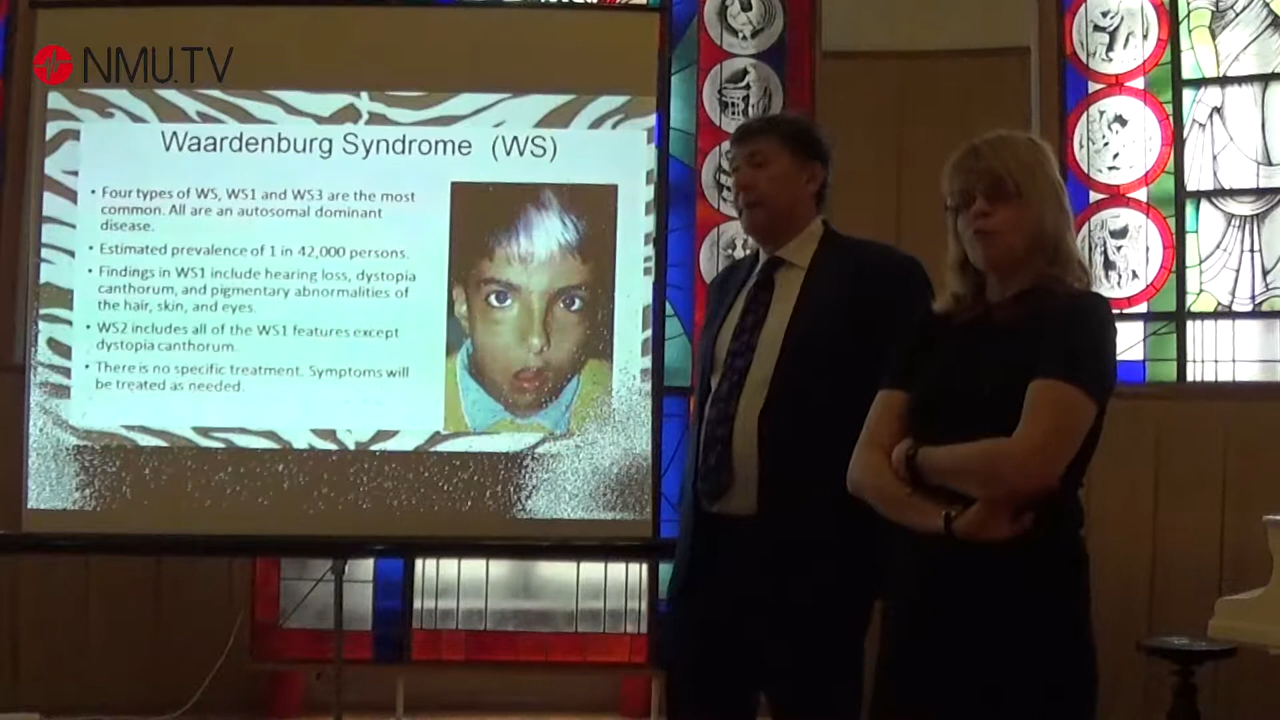 NMU.TV
Waardenburg Syndrome (WS)
• Four types of WS, WS1 and WS3 are the most
common. All are an autosomal dominant
disease.
• Estimated prevalence of 1 in 42,000 persons.
• Findings in WS1 include hearing loss, dystopia
canthorum, and pigmentary abnormalities of
the hair, skin, and eyes.
• WS2 includes all of the WS1 features except
dystopia canthorum.
• There is no specific treatment. Symptoms will
be treated as needed.